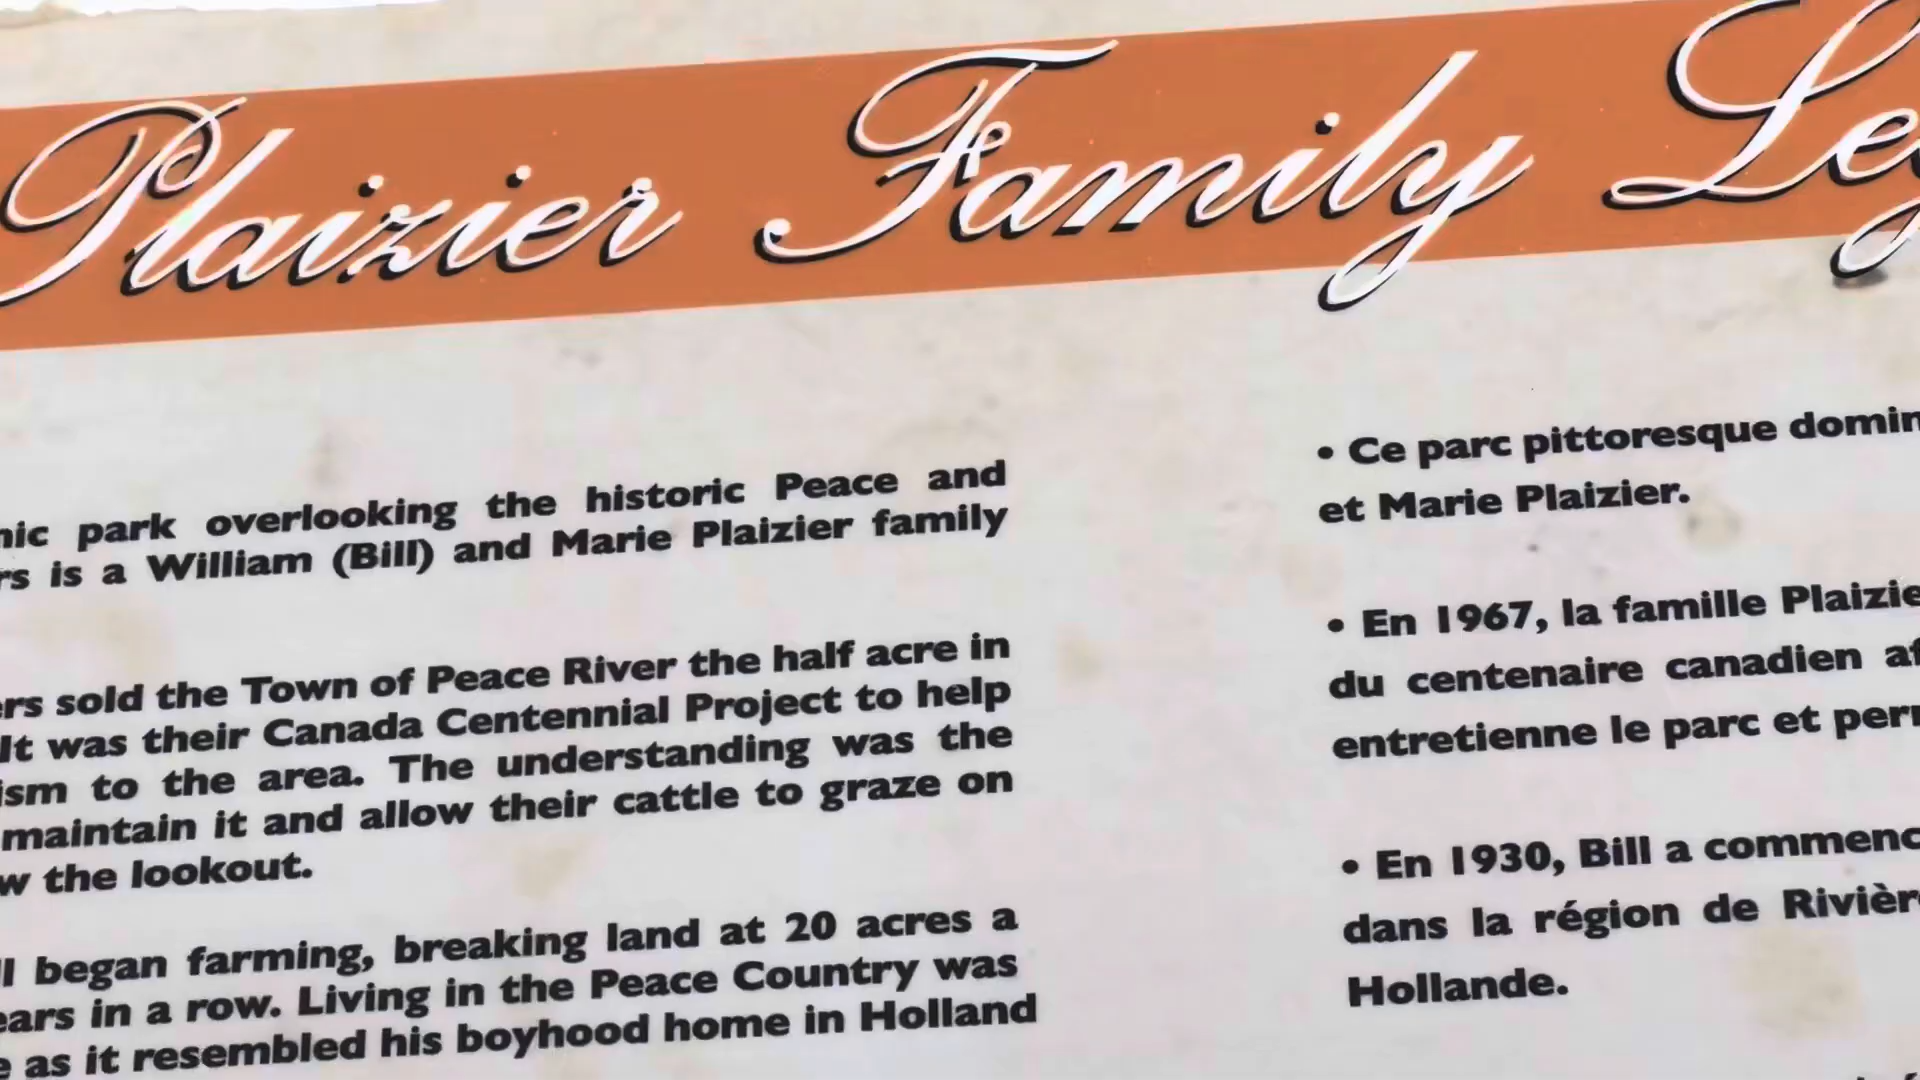 Plaizier Family Leg
nic park overlooking the historic Peace and
rs is a William (Bill) and Marie Plaizier family
ers sold the Town of Peace River the half acre in
It was their Canada Centennial Project to help
ism to the area. The understanding was the
maintain it and allow their cattle to graze on
w the lookout.
ll began farming, breaking land at 20 acres a
ears in a row. Living in the Peace Country was
e as it resembled his boyhood home in Holland
• Ce parc pittoresque domin
et Marie Plaizier.
• En 1967, la famille Plaizie
du centenaire canadien af
entretienne le parc et perm
• En 1930, Bill a commenc
dans la région de Rivièr
Hollande.